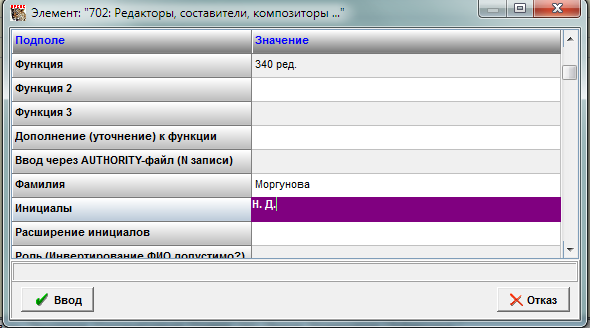 Элемент: "702: Редакторы, составители, композиторы ..."
Подполе Значение
Функция 340 ред.
Функция 2
Функция 3
Дополнение (уточнение) к функции
Ввод через AUTHORITY-файл (N записи)
Фамилия Моргунова
Инициалы Н. Д.
Расширение инициалов
Роль (Инвертирование ФИО допустимо?)
Ввод Отказ